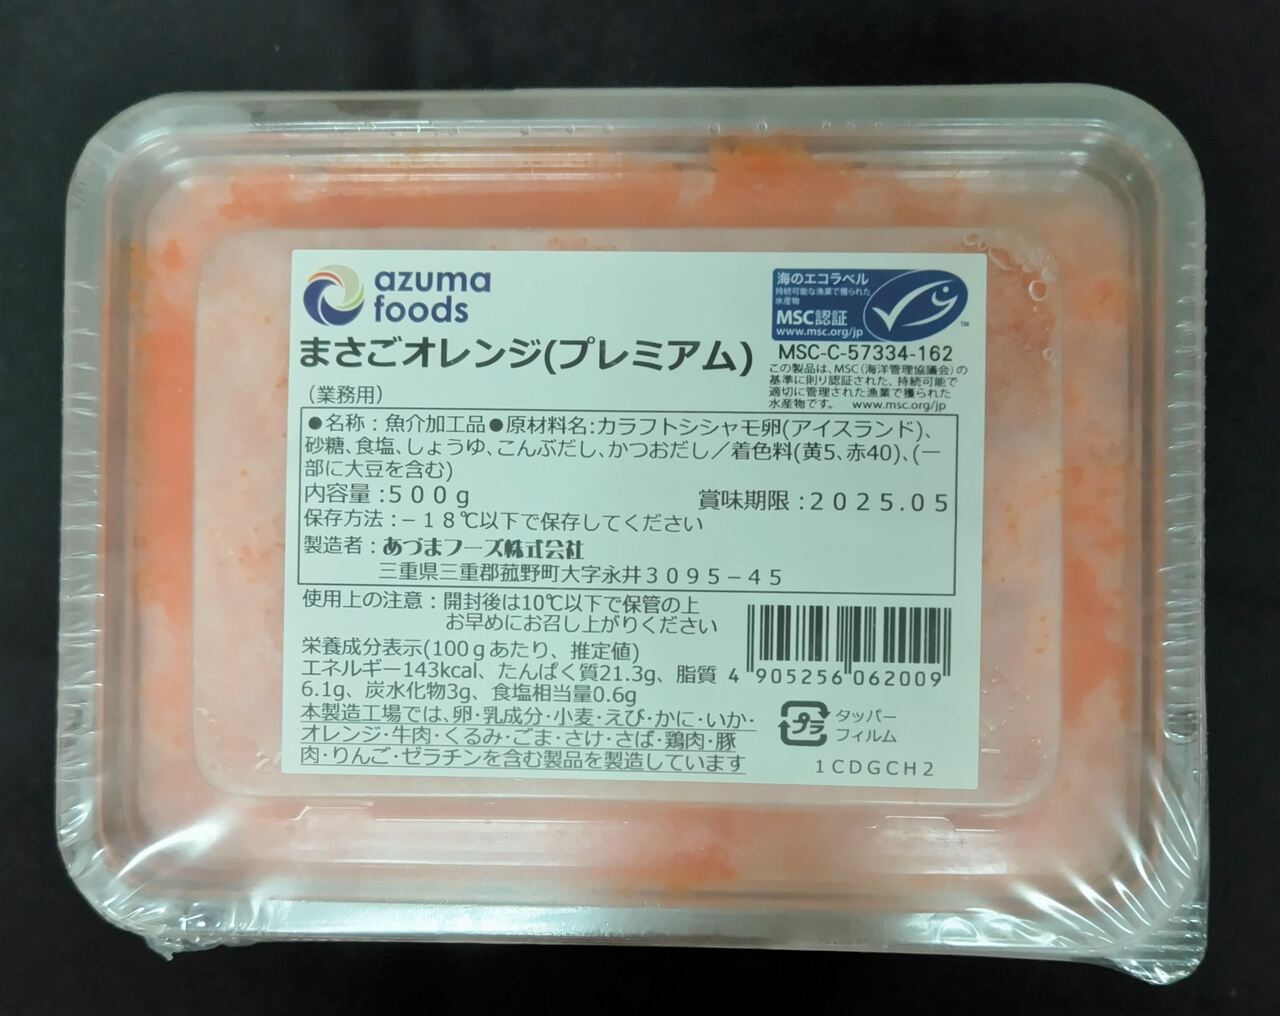 azuma
foods
まさごオレンジ(プレミアム)
(業務用)
海のエコラベル
持続可能な漁業で獲られた
水産物
MSC認証
www.msc.org/jp
TM
MSC-C-57334-162
この製品は、MSC(海洋管理協議会)の
基準に則り認証された、持続可能で
適切に管理された漁業で獲られた
水産物です。 www.msc.org/jp
●名称：魚介加工品●原材料名:カラフトシシャモ卵(アイスランド)、
砂糖、食塩、しょうゆ、こんぶだし、かつおだし／着色料(黄5、赤40)、(一
部に大豆を含む)
内容量：５００ｇ 賞味期限：２０２５.０５
保存方法：－１８℃以下で保存してください
製造者：あづまフーズ株式会社
三重県三重郡菰野町大字永井３０９５－４５
使用上の注意：開封後は10℃以下で保管の上
お早めにお召し上がりください
栄養成分表示(100ｇあたり、推定値)
エネルギー143kcal、たんぱく質21.3g、脂質
6.1g、炭水化物3g、食塩相当量0.6g
本製造工場では、卵・乳成分・小麦・えび・かに・いか・
オレンジ・牛肉・くるみ・ごま・さけ・さば・鶏肉・豚
肉・りんご・ゼラチンを含む製品を製造しています
4 905256 062009
プラ
タッパー
フィルム
1CDGCH2